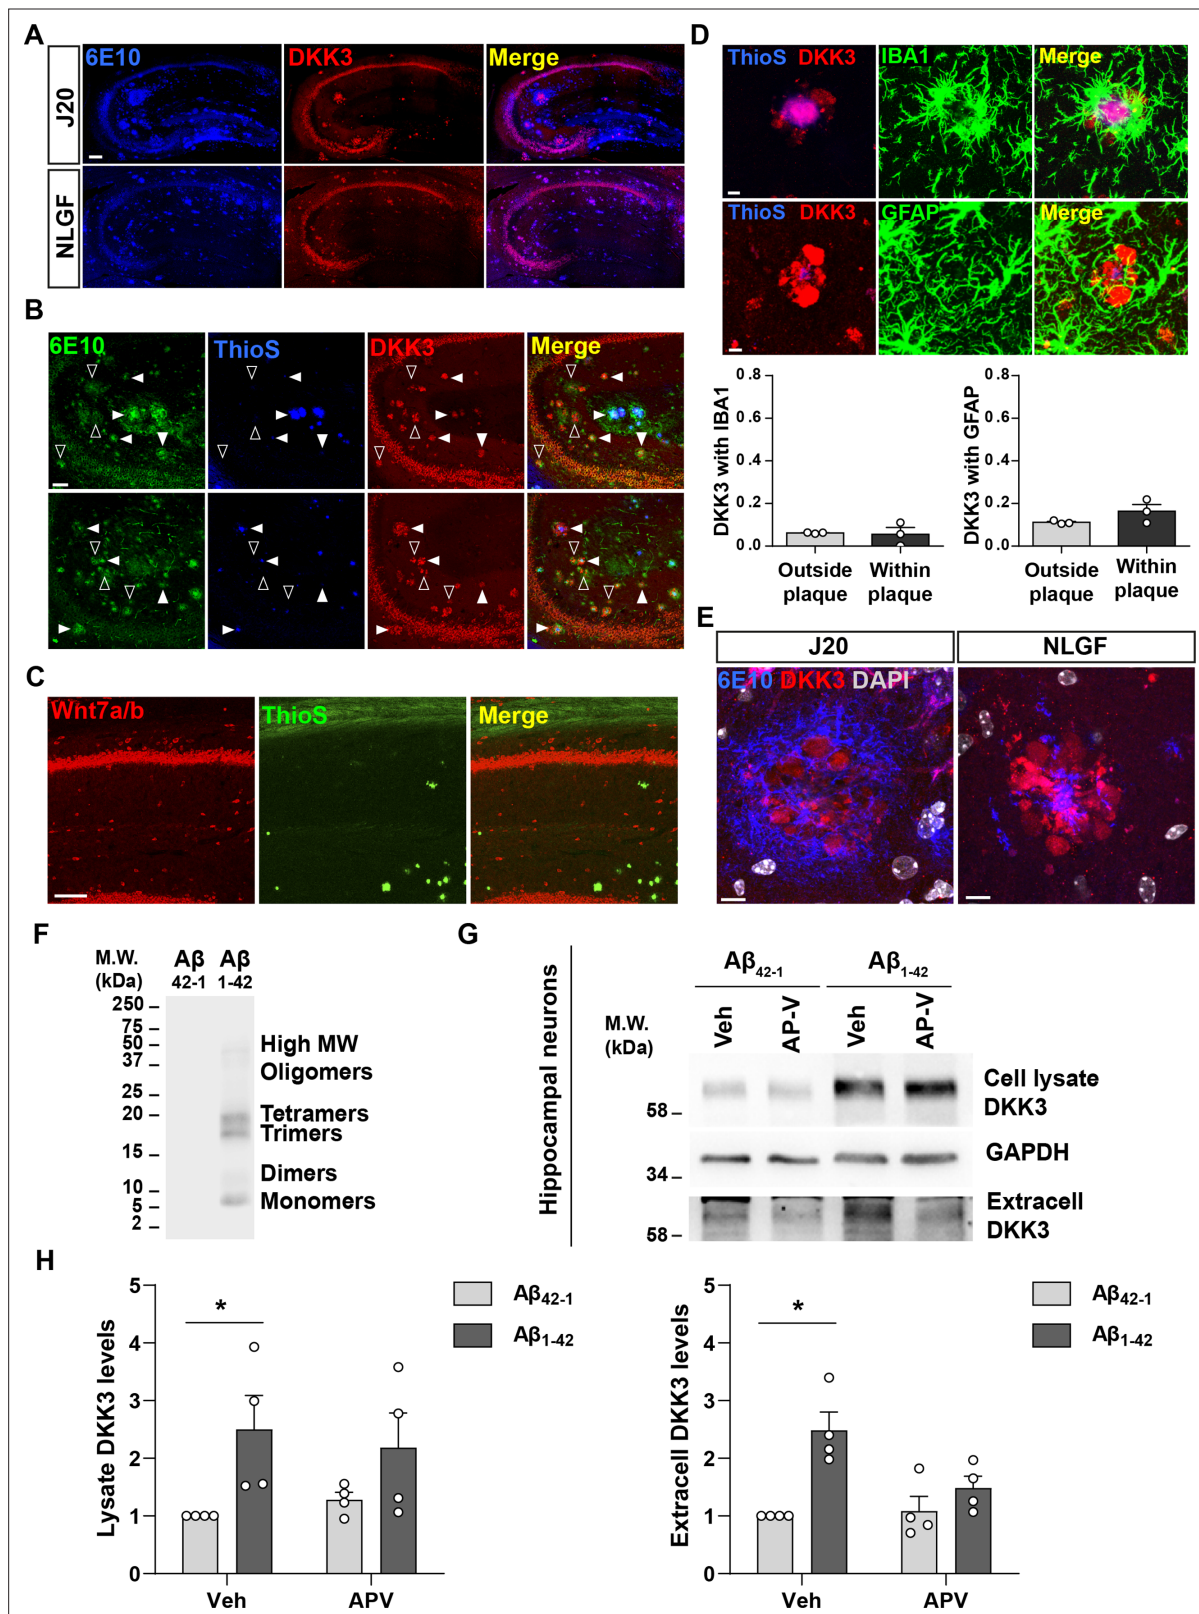 A
6E10 DKK3 Merge
J20
NLGF
B
6E10 ThioS DKK3 Merge
C
Wnt7a/b ThioS Merge
D
ThioS DKK3 IBA1 Merge
ThioS DKK3 GFAP Merge
DKK3 with IBA1
0.8
0.6
0.4
0.2
0.0
Outside plaque
Within plaque
DKK3 with GFAP
0.8
0.6
0.4
0.2
0.0
Outside plaque
Within plaque
E
J20 NLGF
6E10 DKK3 DAPI
F
M.W. (kDa)
Aβ 42-1
Aβ 1-42
250
75
50
37
25
20
15
10
5
2
High MW
Oligomers
Tetramers
Trimers
Dimers
Monomers
G
Hippocampal neurons
Aβ42-1 Aβ1-42
M.W. (kDa)
Veh AP-V Veh AP-V
58
Cell lysate DKK3
34
GAPDH
58
Extracell DKK3
H
Lysate DKK3 levels
5
4
3
2
1
0
*
Veh APV
Aβ42-1
Aβ1-42
Extracell DKK3 levels
5
4
3
2
1
0
*
Veh APV
Aβ42-1
Aβ1-42